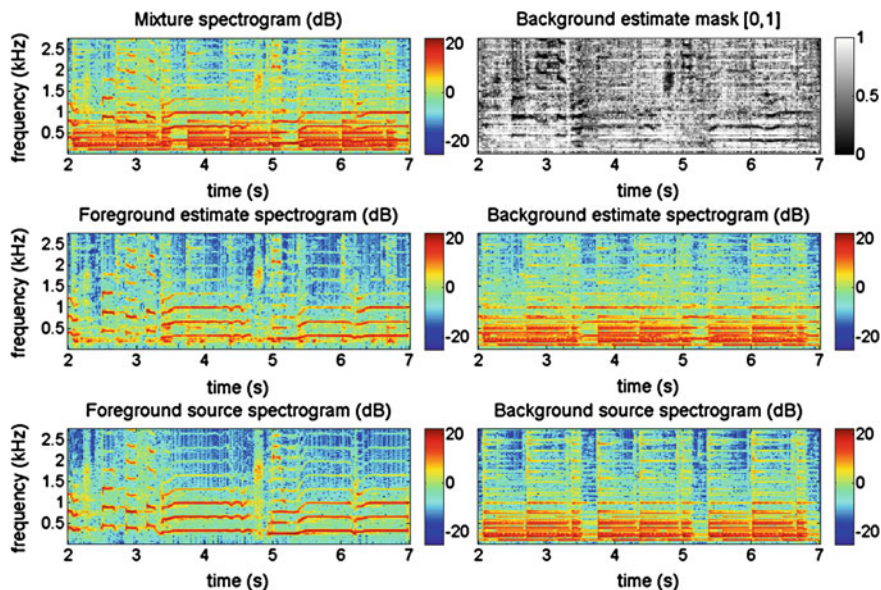 Mixture spectrogram (dB)
frequency (kHz)
2.5
2
1.5
1
0.5
2 3 4 5 6 7
time (s)
20
0
-20
Background estimate mask [0,1]
2 3 4 5 6 7
time (s)
1
0.5
0
Foreground estimate spectrogram (dB)
frequency (kHz)
2.5
2
1.5
1
0.5
2 3 4 5 6 7
time (s)
20
0
-20
Background estimate spectrogram (dB)
2 3 4 5 6 7
time (s)
20
0
-20
Foreground source spectrogram (dB)
frequency (kHz)
2.5
2
1.5
1
0.5
2 3 4 5 6 7
time (s)
20
0
-20
Background source spectrogram (dB)
2 3 4 5 6 7
time (s)
20
0
-20